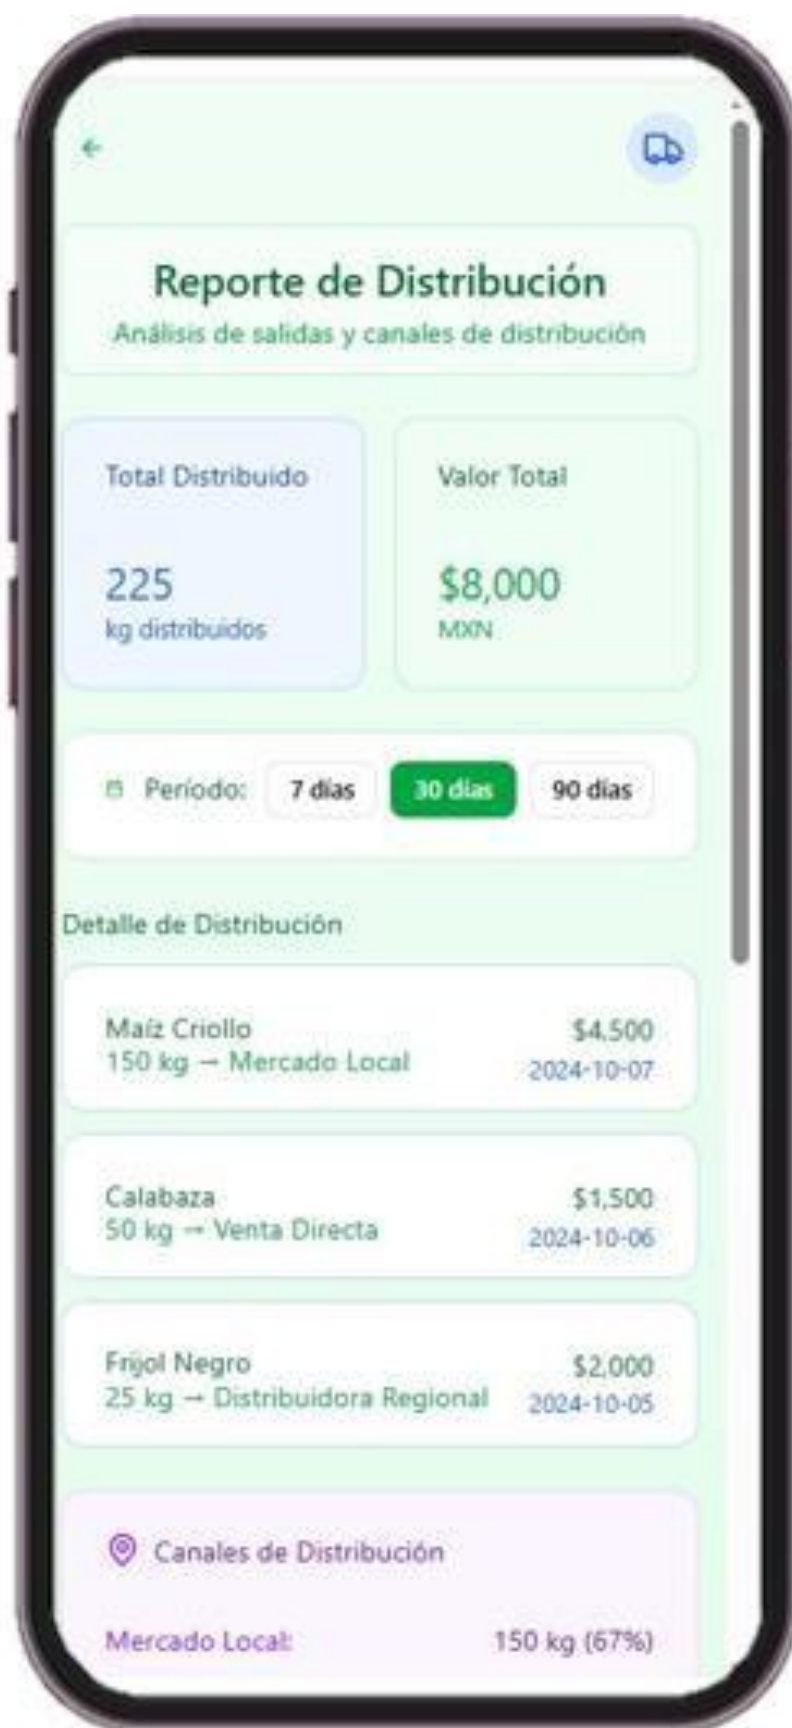 Reporte de Distribución
Análisis de salidas y canales de distribución
Total Distribuido
225
kg distribuidos
Valor Total
$8,000
MXN
Período: 7 días 30 días 90 días
Detalle de Distribución
Maíz Criollo $4,500
150 kg → Mercado Local 2024-10-07
Calabaza $1,500
50 kg → Venta Directa 2024-10-06
Frijol Negro $2,000
25 kg → Distribuidora Regional 2024-10-05
Canales de Distribución
Mercado Local: 150 kg (67%)